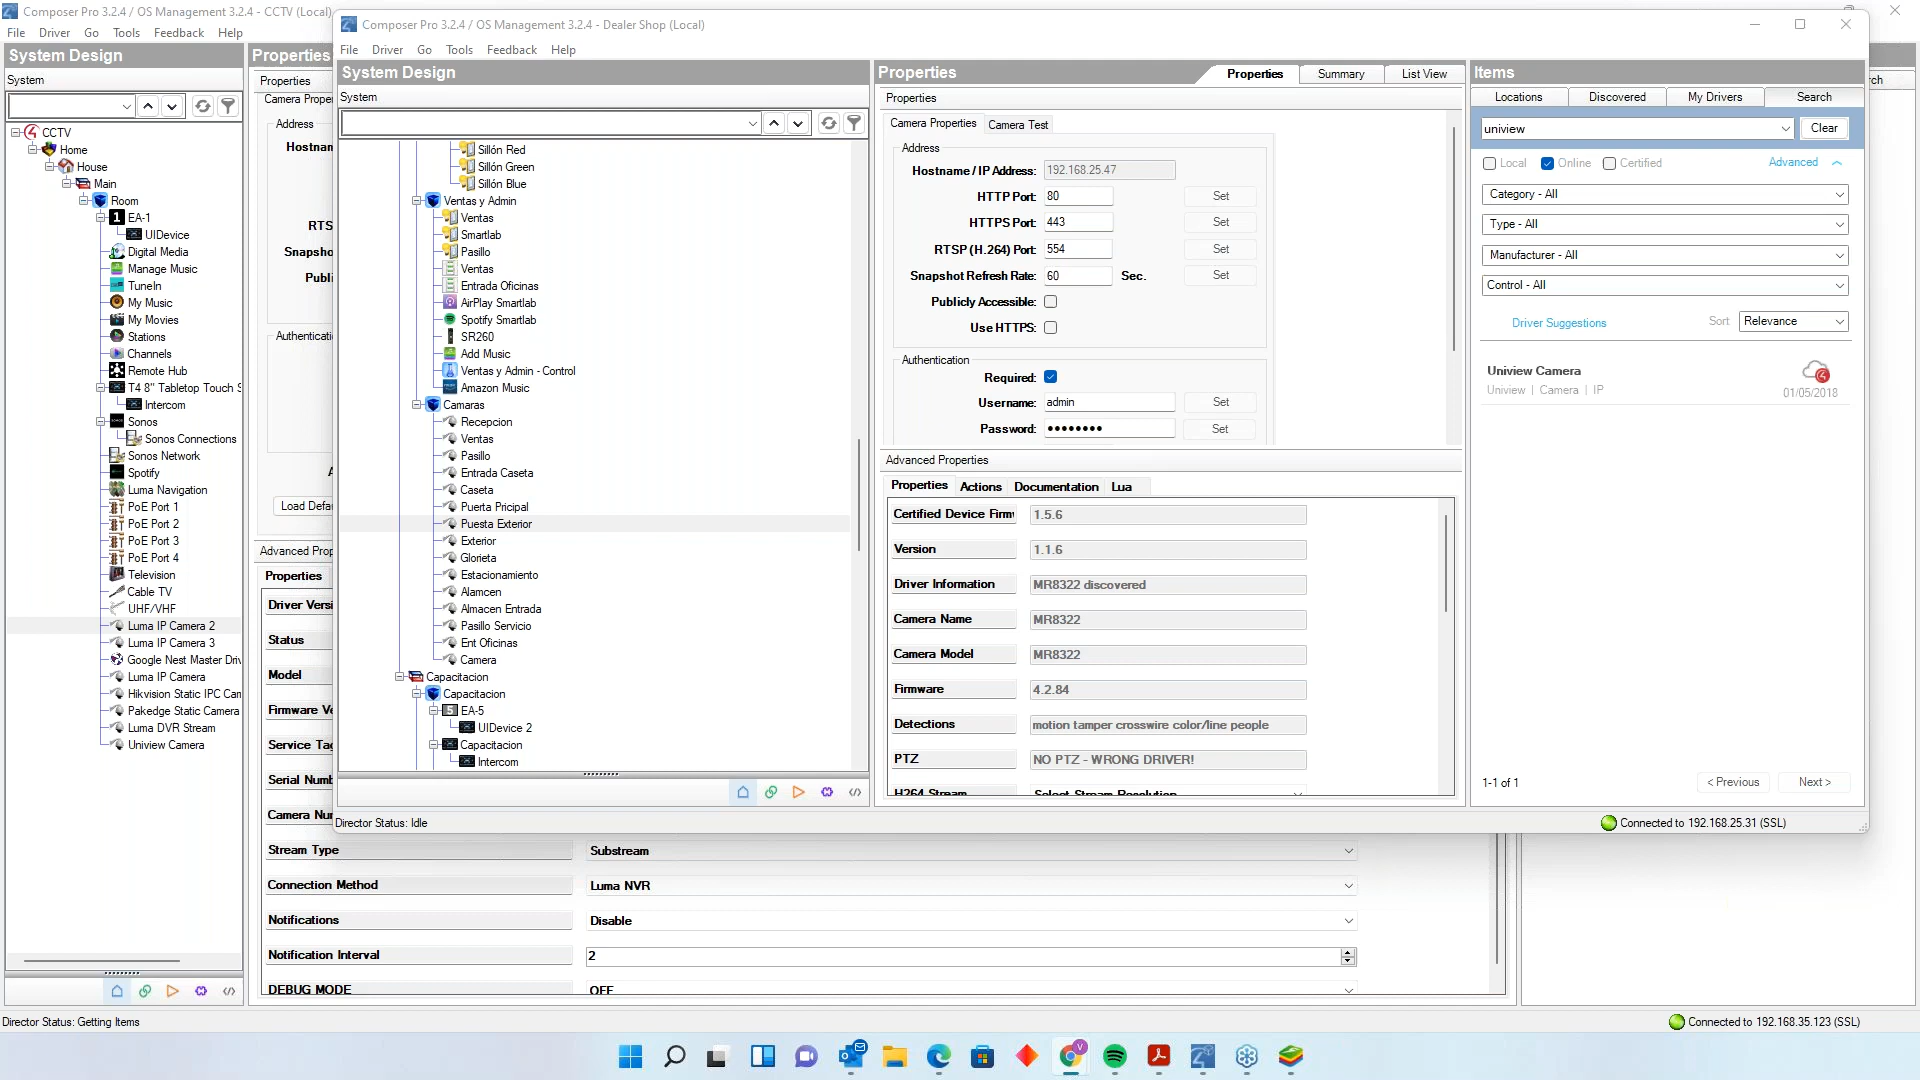 Composer Pro 3.2.4 / OS Management 3.2.4 - CCTV (Local)
File Driver Go Tools Feedback Help
System Design
System
CCTV
Home
House
Main
Room
EA-1
UIDevice
Digital Media
Manage Music
TuneIn
My Music
My Movies
Stations
Channels
Remote Hub
T4 8" Tabletop Touch S
Intercom
Sonos
Sonos Connections
Sonos Network
Spotify
Luma Navigation
PoE Port 1
PoE Port 2
PoE Port 3
PoE Port 4
Television
Cable TV
UHF/VHF
Luma IP Camera 2
Luma IP Camera 3
Google Nest Master Driv
Luma IP Camera
Hikvision Static IPC Cam
Pakedge Static Camera
Luma DVR Stream
Uniview Camera
Director Status: Getting Items
Properties
Properties
Camera Proper
Address
Hostnam
RTS
Snapsho
Publi
Authenticatio
Load Defau
Advanced Prop
Properties
Driver Versi
Status
Model
Firmware Ve
Service Tag
Serial Numb
Camera Num
Stream Type Substream
Connection Method Luma NVR
Notifications Disable
Notification Interval 2
DEBUG MODE OFF
Connected to 192.168.35.123 (SSL)
Composer Pro 3.2.4 / OS Management 3.2.4 - Dealer Shop (Local)
File Driver Go Tools Feedback Help
System Design
System
Sillón Red
Sillón Green
Sillón Blue
Ventas y Admin
Ventas
Smartlab
Pasillo
Ventas
Entrada Oficinas
AirPlay Smartlab
Spotify Smartlab
SR260
Add Music
Ventas y Admin - Control
Amazon Music
Camaras
Recepcion
Ventas
Pasillo
Entrada Caseta
Caseta
Puerta Pricipal
Puesta Exterior
Exterior
Glorieta
Estacionamiento
Alamcen
Almacen Entrada
Pasillo Servicio
Ent Oficinas
Camera
Capacitacion
Capacitacion
EA-5
UIDevice 2
Capacitacion
Intercom
Director Status: Idle
Properties Properties Summary List View
Properties
Camera Properties Camera Test
Address
Hostname / IP Address: 192.168.25.47
HTTP Port: 80 Set
HTTPS Port: 443 Set
RTSP (H.264) Port: 554 Set
Snapshot Refresh Rate: 60 Sec. Set
Publicly Accessible:
Use HTTPS:
Authentication
Required:
Username: admin Set
Password: •••••••• Set
Advanced Properties
Properties Actions Documentation Lua
Certified Device Firmw 1.5.6
Version 1.1.6
Driver Information MR8322 discovered
Camera Name MR8322
Camera Model MR8322
Firmware 4.2.84
Detections motion tamper crosswire color/line people
PTZ NO PTZ - WRONG DRIVER!
H264 Stream Select Stream Resolution
Items
Locations Discovered My Drivers Search
uniview Clear
Local Online Certified Advanced
Category - All
Type - All
Manufacturer - All
Control - All
Driver Suggestions Sort Relevance
Uniview Camera
Uniview | Camera | IP 01/05/2018
1-1 of 1 < Previous Next >
Connected to 192.168.25.31 (SSL)
rch